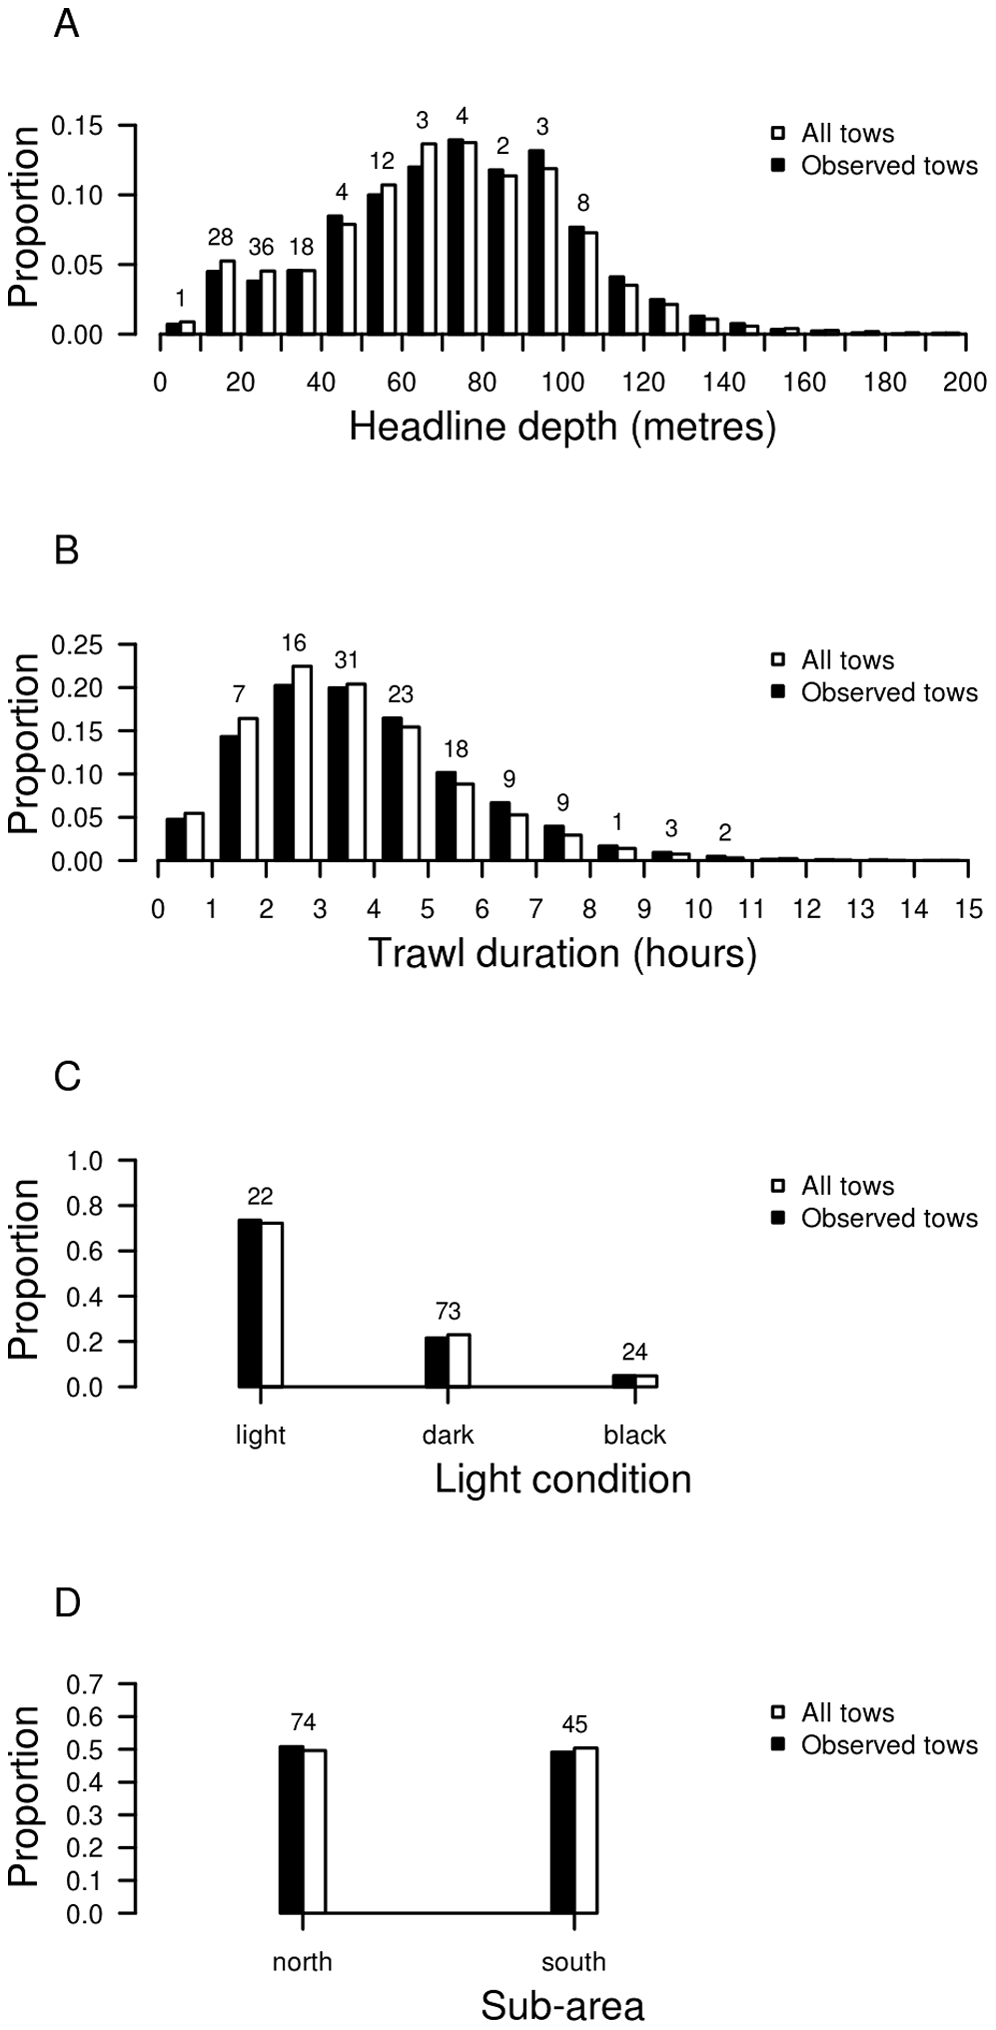 A
Proportion
0.15
0.10
0.05
0.00
1
28
36
18
4
12
3
4
2
3
8
All tows
Observed tows
0 20 40 60 80 100 120 140 160 180 200
Headline depth (metres)
B
Proportion
0.25
0.20
0.15
0.10
0.05
0.00
7
16
31
23
18
9
9
1
3
2
All tows
Observed tows
0 1 2 3 4 5 6 7 8 9 10 11 12 13 14 15
Trawl duration (hours)
C
Proportion
1.0
0.8
0.6
0.4
0.2
0.0
22
73
24
All tows
Observed tows
light dark black
Light condition
D
Proportion
0.7
0.6
0.5
0.4
0.3
0.2
0.1
0.0
74
45
All tows
Observed tows
north south
Sub-area